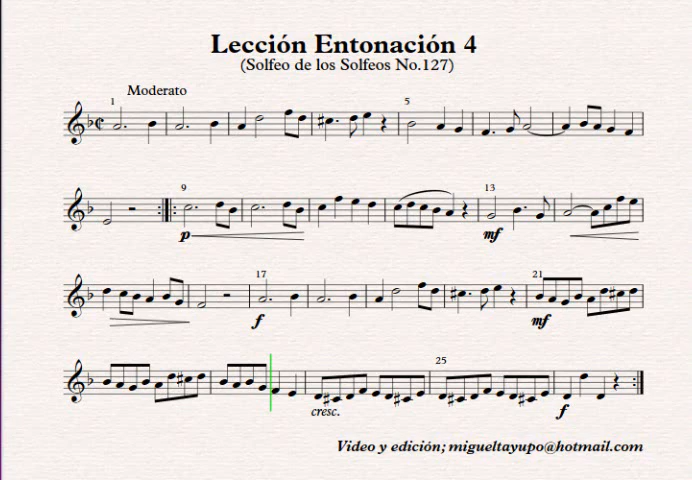 Lección Entonación 4
(Solfeo de los Solfeos No.127)
Moderato
1
5
9
13
p
mf
17
21
f
mf
25
cresc.
f
Video y edición; migueltayupo@hotmail.com